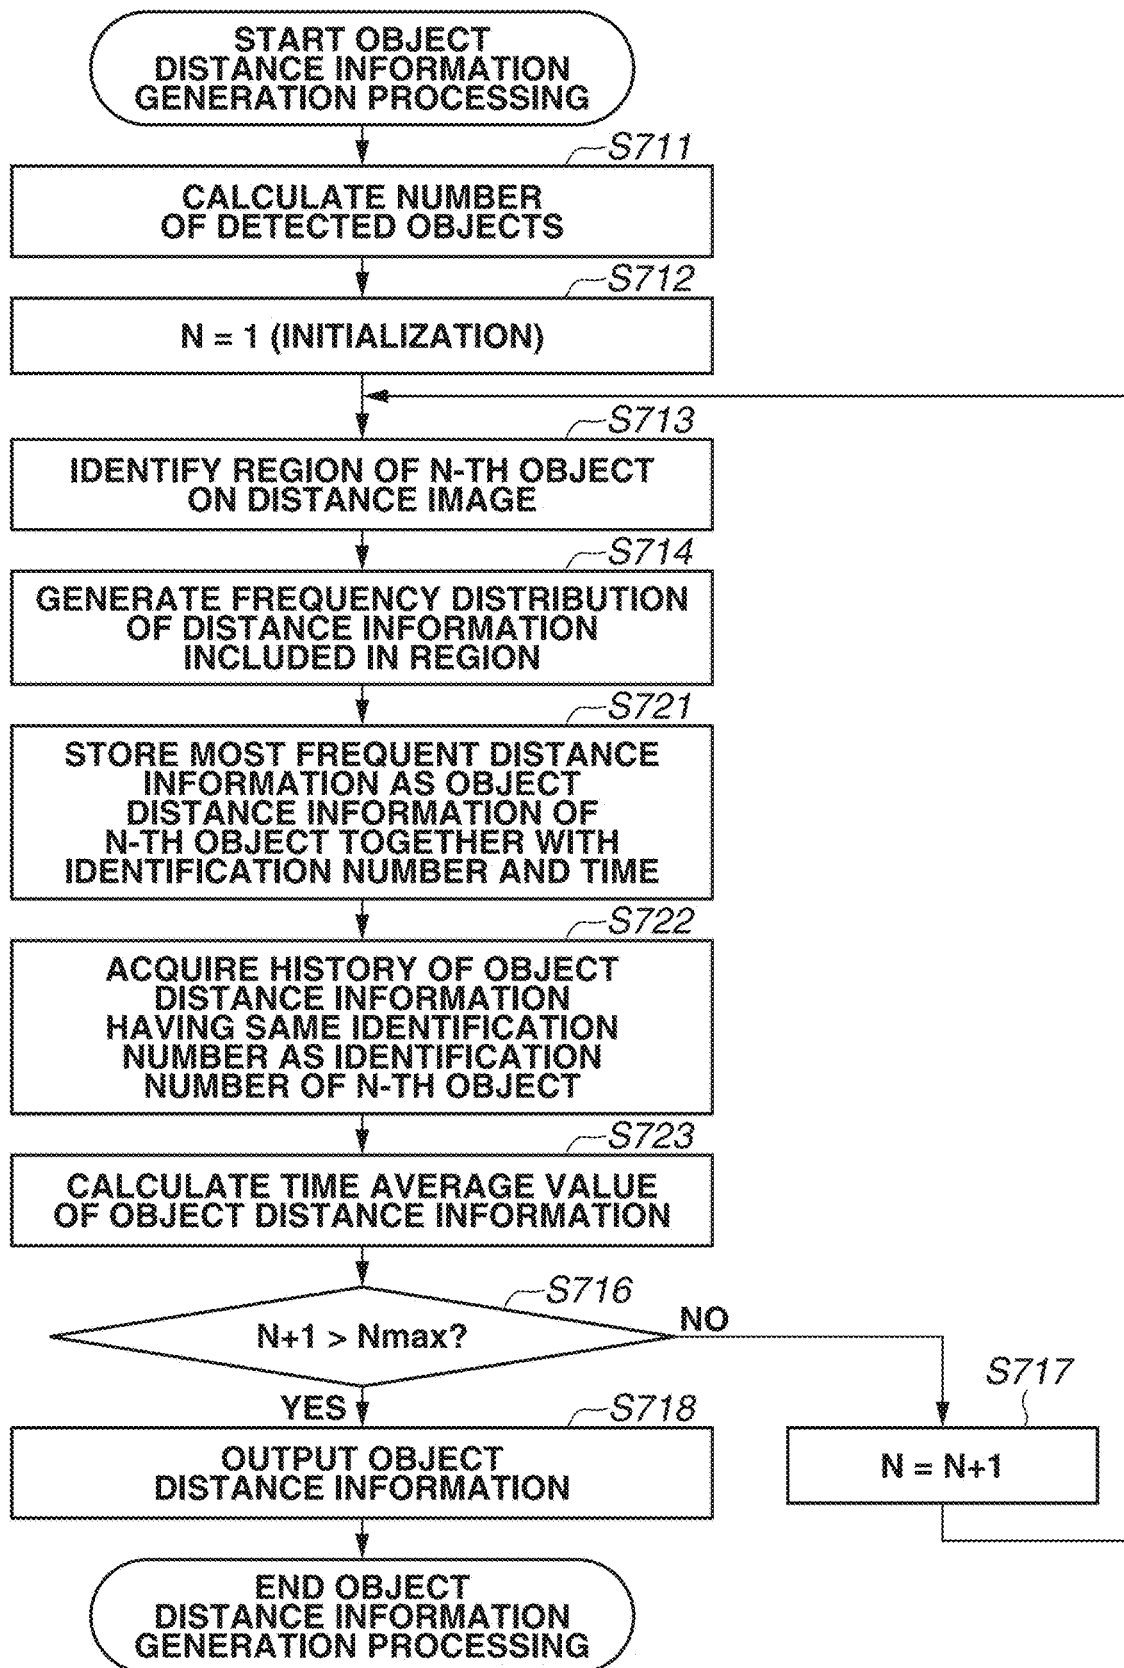 START OBJECT
DISTANCE INFORMATION
GENERATION PROCESSING
S711
CALCULATE NUMBER
OF DETECTED OBJECTS
S712
N = 1 (INITIALIZATION)
S713
IDENTIFY REGION OF N-TH OBJECT
ON DISTANCE IMAGE
S714
GENERATE FREQUENCY DISTRIBUTION
OF DISTANCE INFORMATION
INCLUDED IN REGION
S721
STORE MOST FREQUENT DISTANCE
INFORMATION AS OBJECT
DISTANCE INFORMATION OF
N-TH OBJECT TOGETHER WITH
IDENTIFICATION NUMBER AND TIME
S722
ACQUIRE HISTORY OF OBJECT
DISTANCE INFORMATION
HAVING SAME IDENTIFICATION
NUMBER AS IDENTIFICATION
NUMBER OF N-TH OBJECT
S723
CALCULATE TIME AVERAGE VALUE
OF OBJECT DISTANCE INFORMATION
S716
N+1 > Nmax?
NO
S717
N = N+1
YES
S718
OUTPUT OBJECT
DISTANCE INFORMATION
END OBJECT
DISTANCE INFORMATION
GENERATION PROCESSING